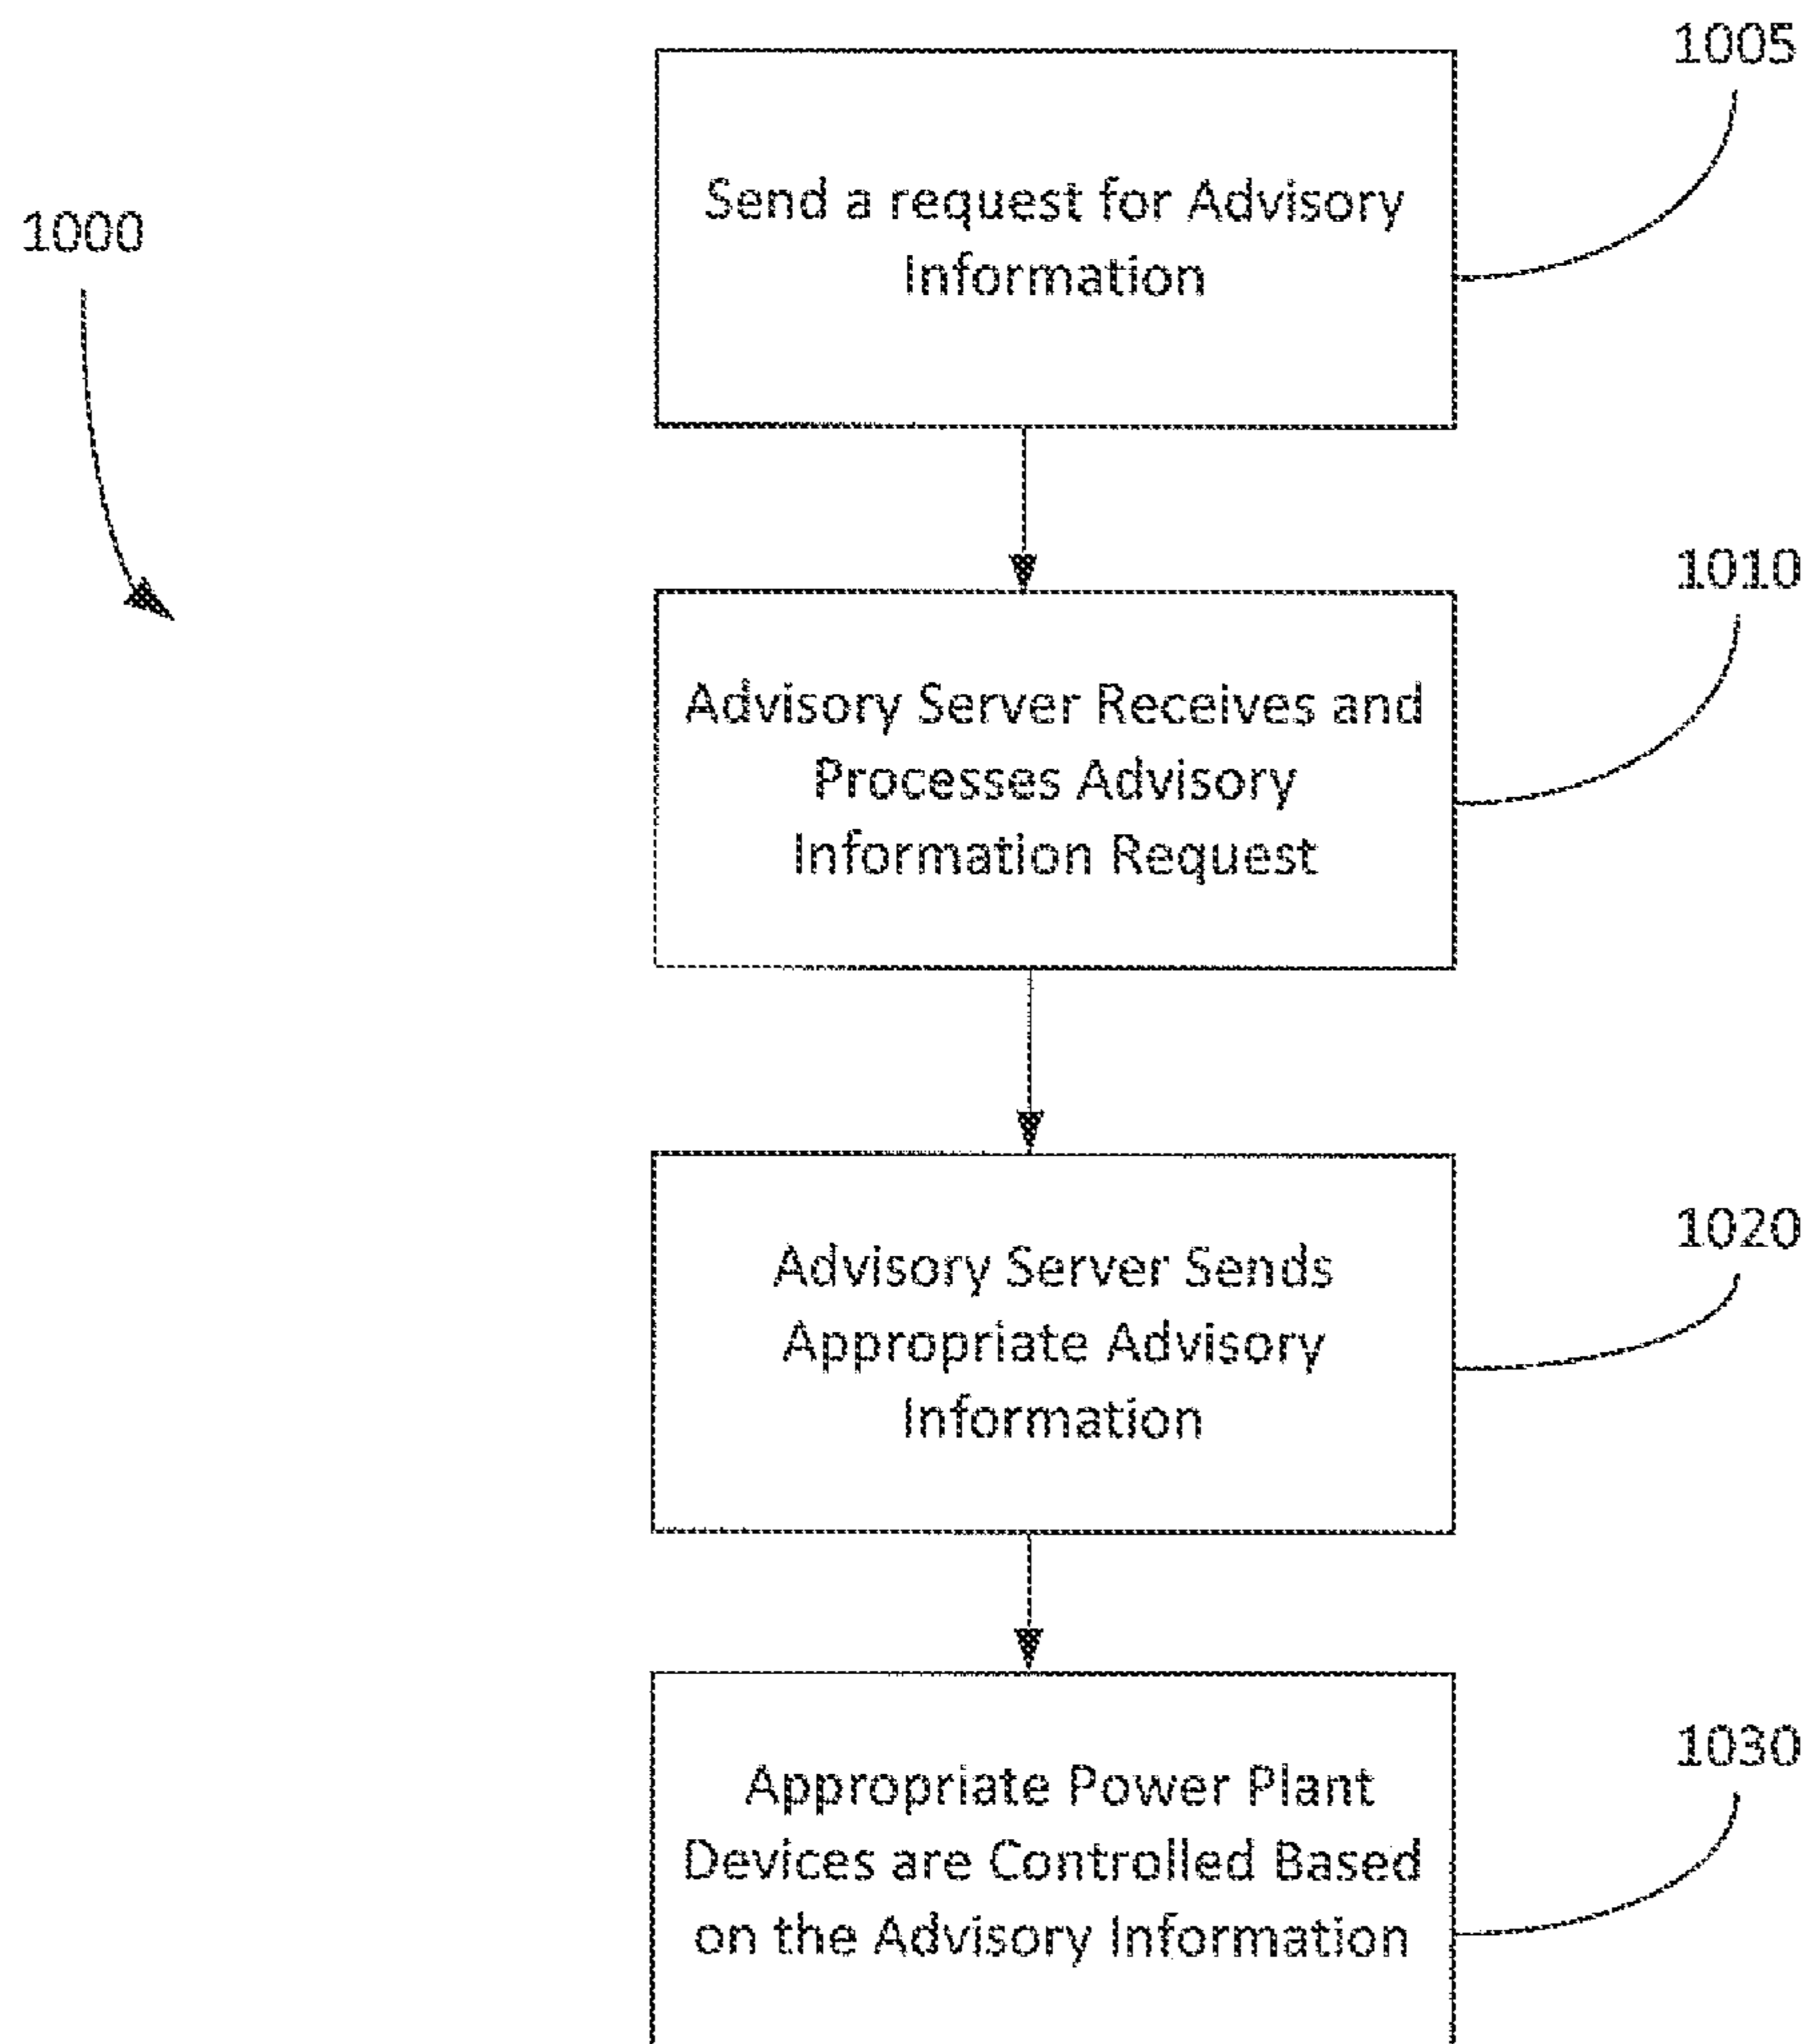 1005
Send a request for Advisory
Information
1000
1010
Advisory Server Receives and
Processes Advisory
Information Request
1020
Advisory Server Sends
Appropriate Advisory
Information
1030
Appropriate Power Plant
Devices are Controlled Based
on the Advisory Information